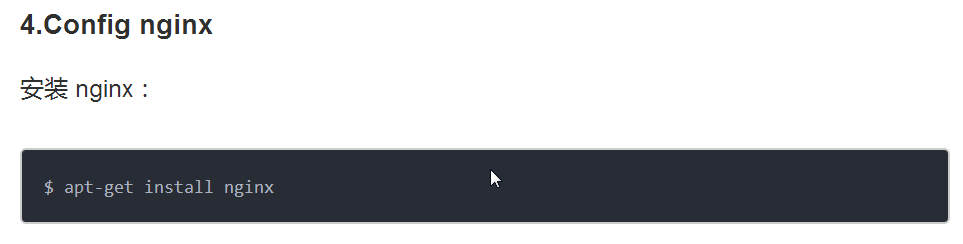 4.Config nginx
安装 nginx：
$ apt-get install nginx